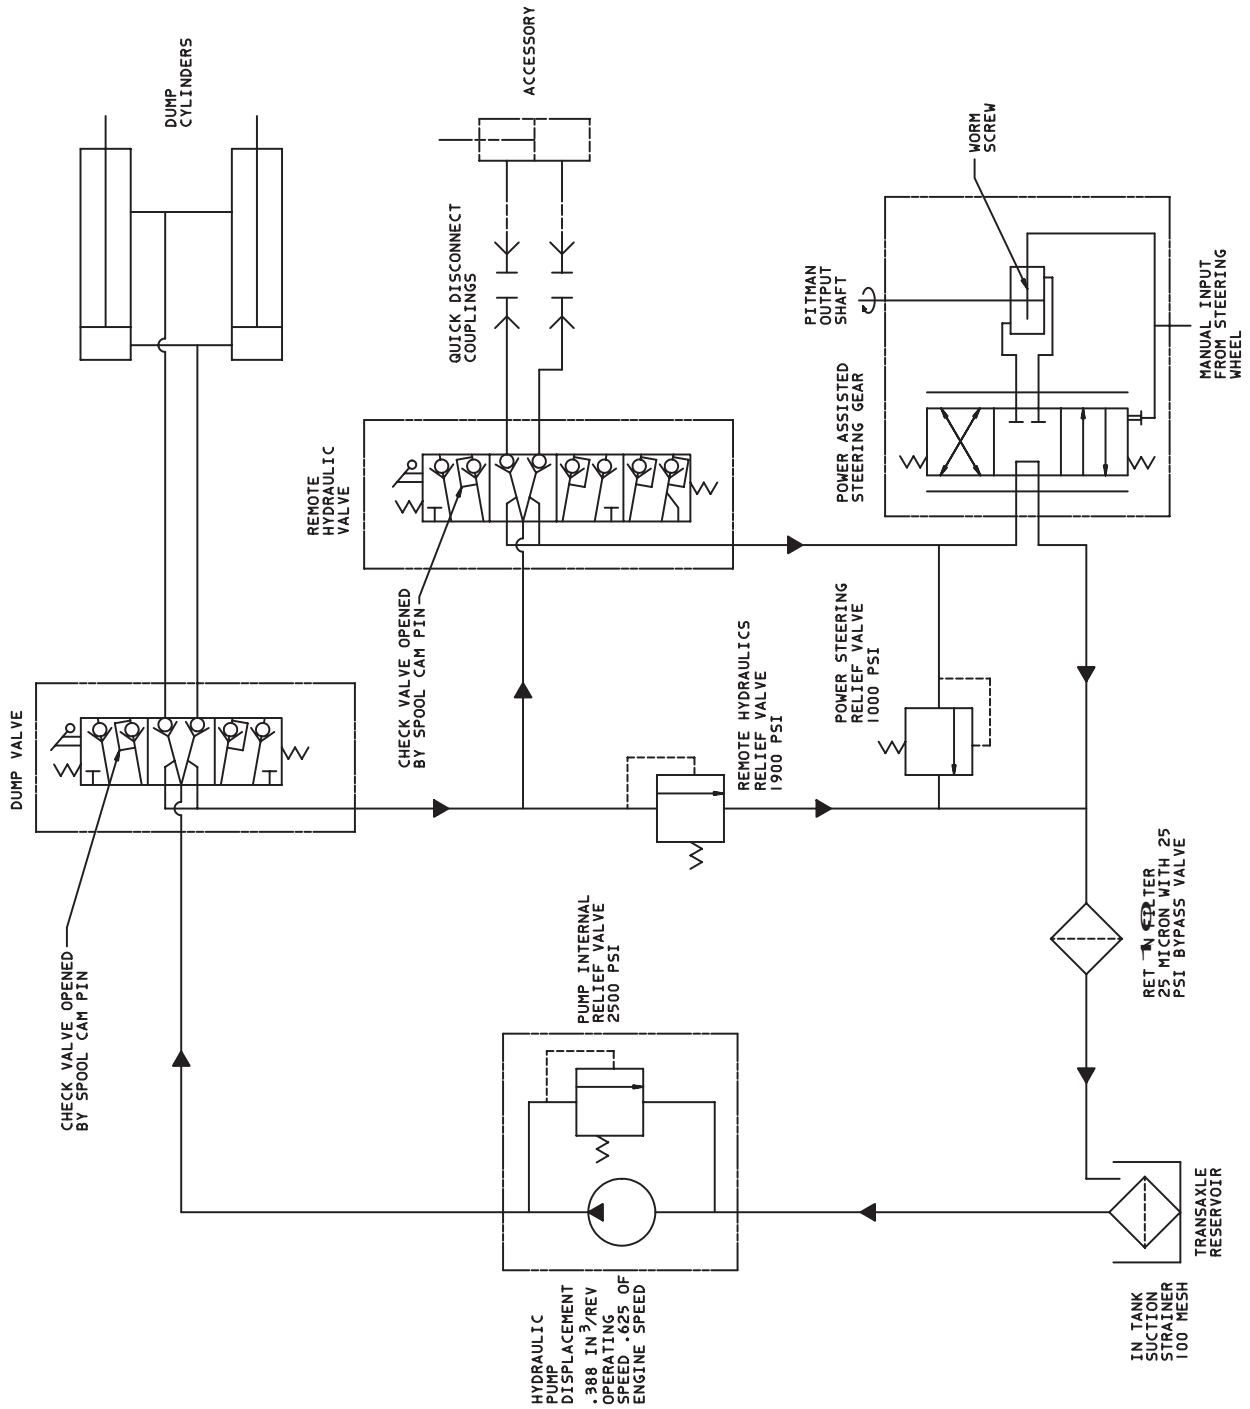 DUMP
CYLINDERS
ACCESSORY
DUMP VALVE
CHECK VALVE OPENED
BY SPOOL CAM PIN
REMOTE
HYDRAULIC
VALVE
QUICK DISCONNECT
COUPLINGS
CHECK VALVE OPENED
BY SPOOL CAM PIN
WORM
SCREW
PITMAN
OUTPUT
SHAFT
POWER ASSISTED
STEERING GEAR
MANUAL INPUT
FROM STEERING
WHEEL
REMOTE HYDRAULICS
RELIEF VALVE
1900 PSI
POWER STEERING
RELIEF VALVE
1000 PSI
PUMP INTERNAL
RELIEF VALVE
2500 PSI
HYDRAULIC
PUMP
DISPLACEMENT
.388 IN³/REV
OPERATING
SPEED .625 OF
ENGINE SPEED
FILTER
25 MICRON WITH 25
PSI BYPASS VALVE
TRANSAXLE
RESERVOIR
IN TANK
SUCTION
STRAINER
100 MESH